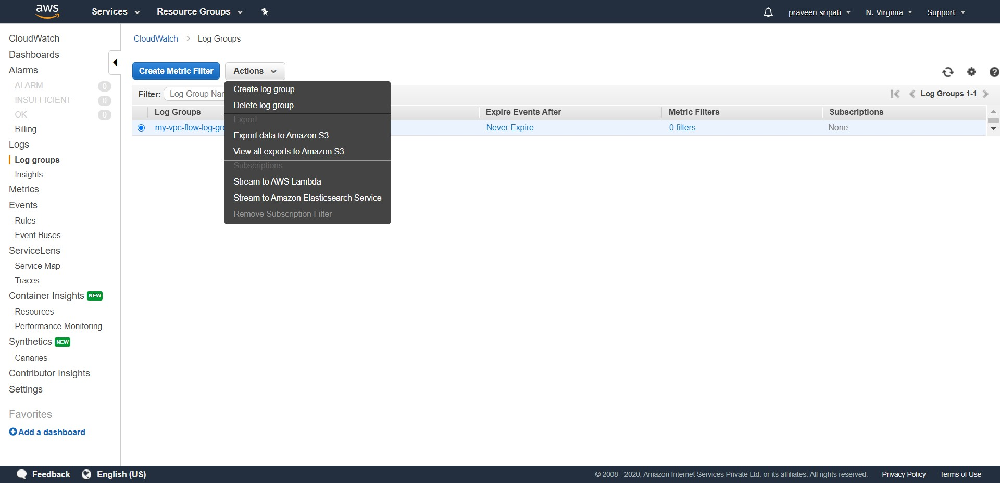 aws
Services
Resource Groups
praveen sripati
N. Virginia
Support
CloudWatch
Dashboards
Alarms
ALARM 0
INSUFFICIENT 0
OK 0
Billing
Logs
Log groups
Insights
Metrics
Events
Rules
Event Buses
ServiceLens
Service Map
Traces
Container Insights NEW
Resources
Performance Monitoring
Synthetics NEW
Canaries
Contributor Insights
Settings
Favorites
Add a dashboard
CloudWatch > Log Groups
Create Metric Filter
Actions
Create log group
Delete log group
Export
Export data to Amazon S3
View all exports to Amazon S3
Subscriptions
Stream to AWS Lambda
Stream to Amazon Elasticsearch Service
Remove Subscription Filter
Filter: Log Group Nam
Log Groups 1-1
Log Groups
Expire Events After
Metric Filters
Subscriptions
my-vpc-flow-log-gro
Never Expire
0 filters
None
Feedback
English (US)
© 2008 - 2020, Amazon Internet Services Private Ltd. or its affiliates. All rights reserved.
Privacy Policy
Terms of Use